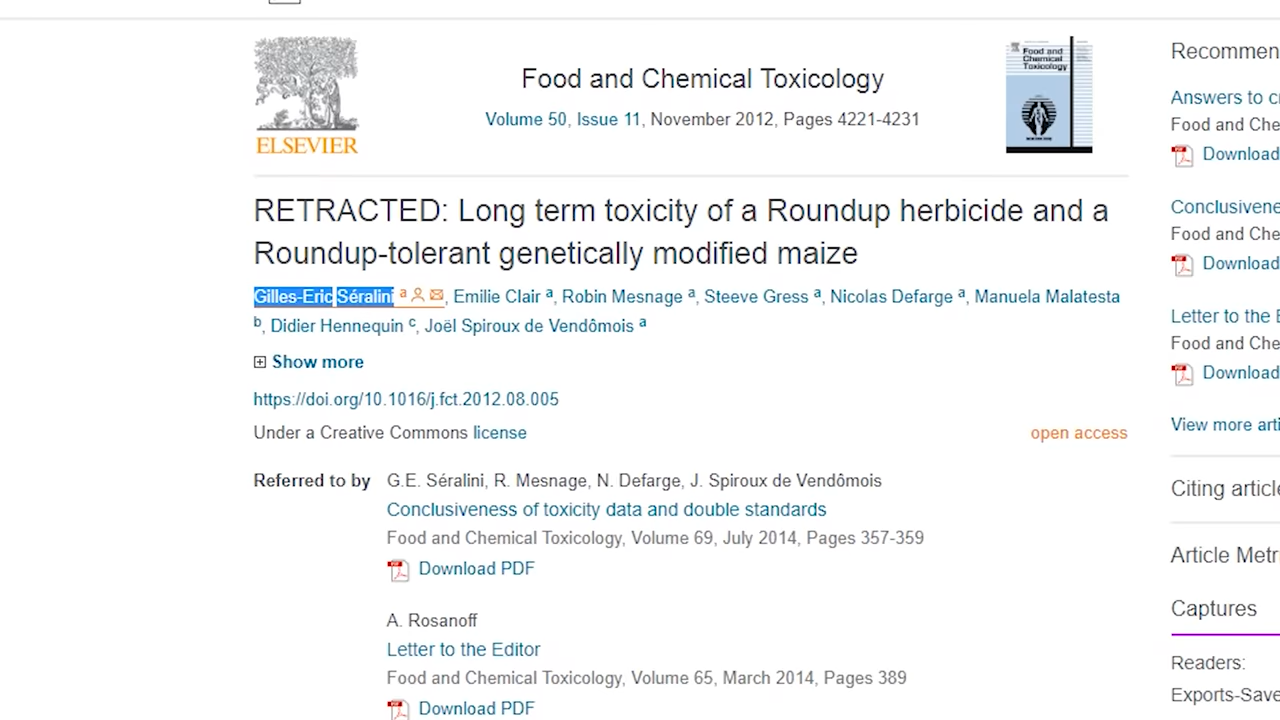 Food and Chemical Toxicology
Volume 50, Issue 11, November 2012, Pages 4221-4231
ELSEVIER
Food and
Chemical
Toxicology
RETRACTED: Long term toxicity of a Roundup herbicide and a
Roundup-tolerant genetically modified maize
Gilles-Eric Séralini a, Emilie Clair a, Robin Mesnage a, Steeve Gress a, Nicolas Defarge a, Manuela Malatesta
b, Didier Hennequin c, Joël Spiroux de Vendômois a
Show more
https://doi.org/10.1016/j.fct.2012.08.005
Under a Creative Commons license
open access
Referred to by G.E. Séralini, R. Mesnage, N. Defarge, J. Spiroux de Vendômois
Conclusiveness of toxicity data and double standards
Food and Chemical Toxicology, Volume 69, July 2014, Pages 357-359
Download PDF
A. Rosanoff
Letter to the Editor
Food and Chemical Toxicology, Volume 65, March 2014, Pages 389
Download PDF
Recommen
Answers to cr
Food and Che
Download
Conclusivene
Food and Che
Download
Letter to the E
Food and Che
Download
View more arti
Citing article
Article Metr
Captures
Readers:
Exports-Save